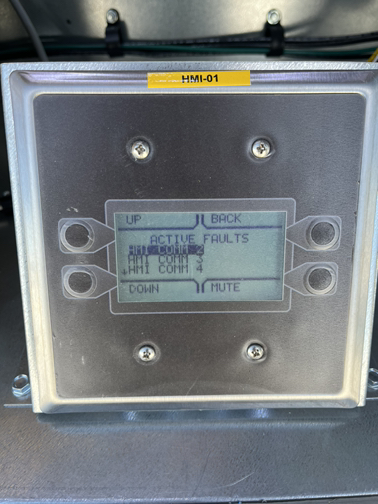 HMI-01
UP BACK
ACTIVE FAULTS
HMI COMM 2
HMI COMM 3
↓HMI COMM 4
DOWN MUTE